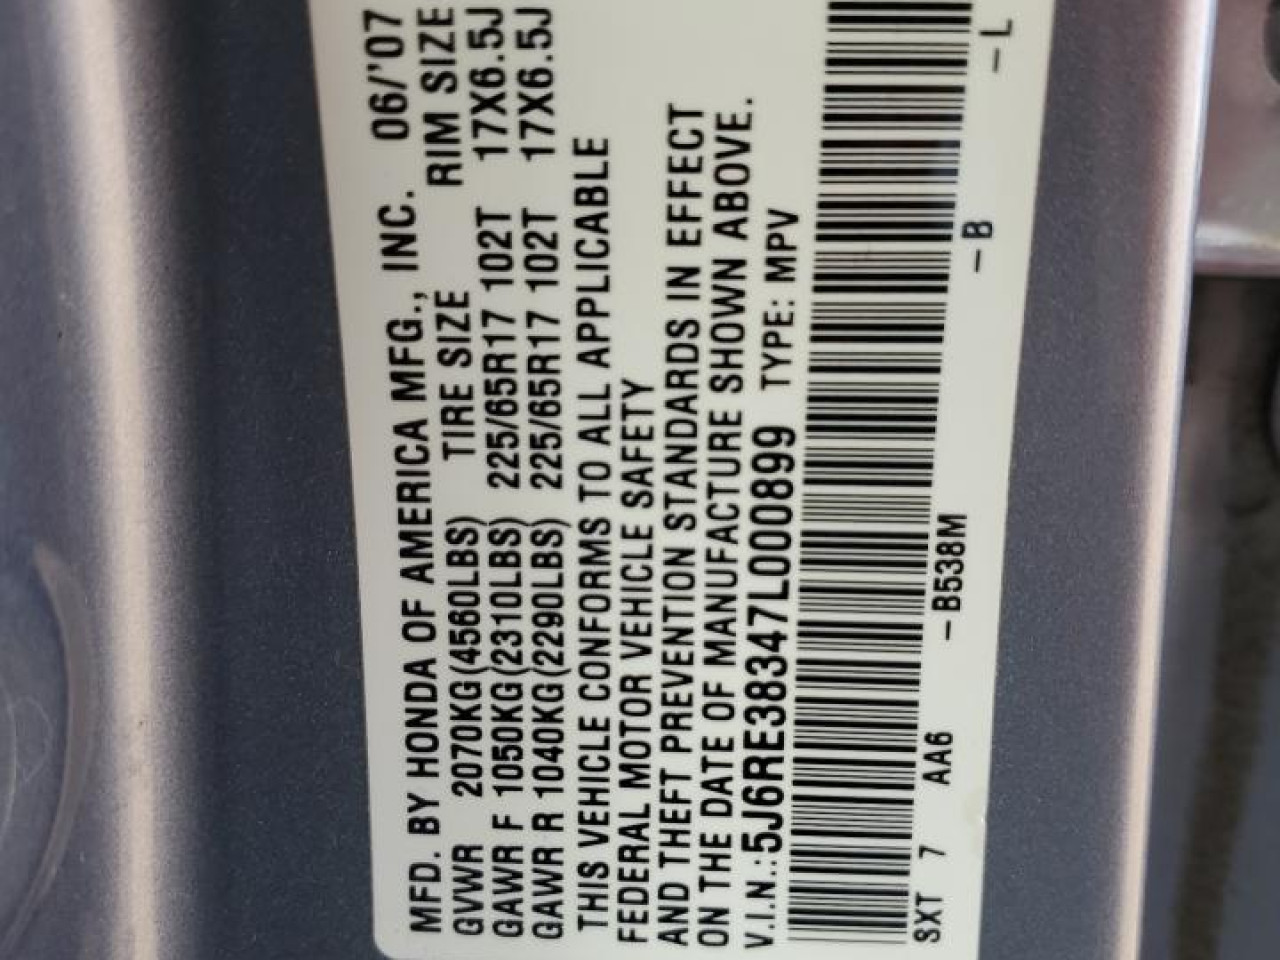 MFD. BY HONDA OF AMERICA MFG., INC. 06/'07
GVWR 2070KG(4560LBS) TIRE SIZE RIM SIZE
GAWR F 1050KG(2310LBS) 225/65R17 102T 17X6.5J
GAWR R 1040KG(2290LBS) 225/65R17 102T 17X6.5J
THIS VEHICLE CONFORMS TO ALL APPLICABLE
FEDERAL MOTOR VEHICLE SAFETY
AND THEFT PREVENTION STANDARDS IN EFFECT
ON THE DATE OF MANUFACTURE SHOWN ABOVE.
V.I.N.:5J6RE38347L000899 TYPE: MPV
SXT 7 AA6 -B538M -B -L